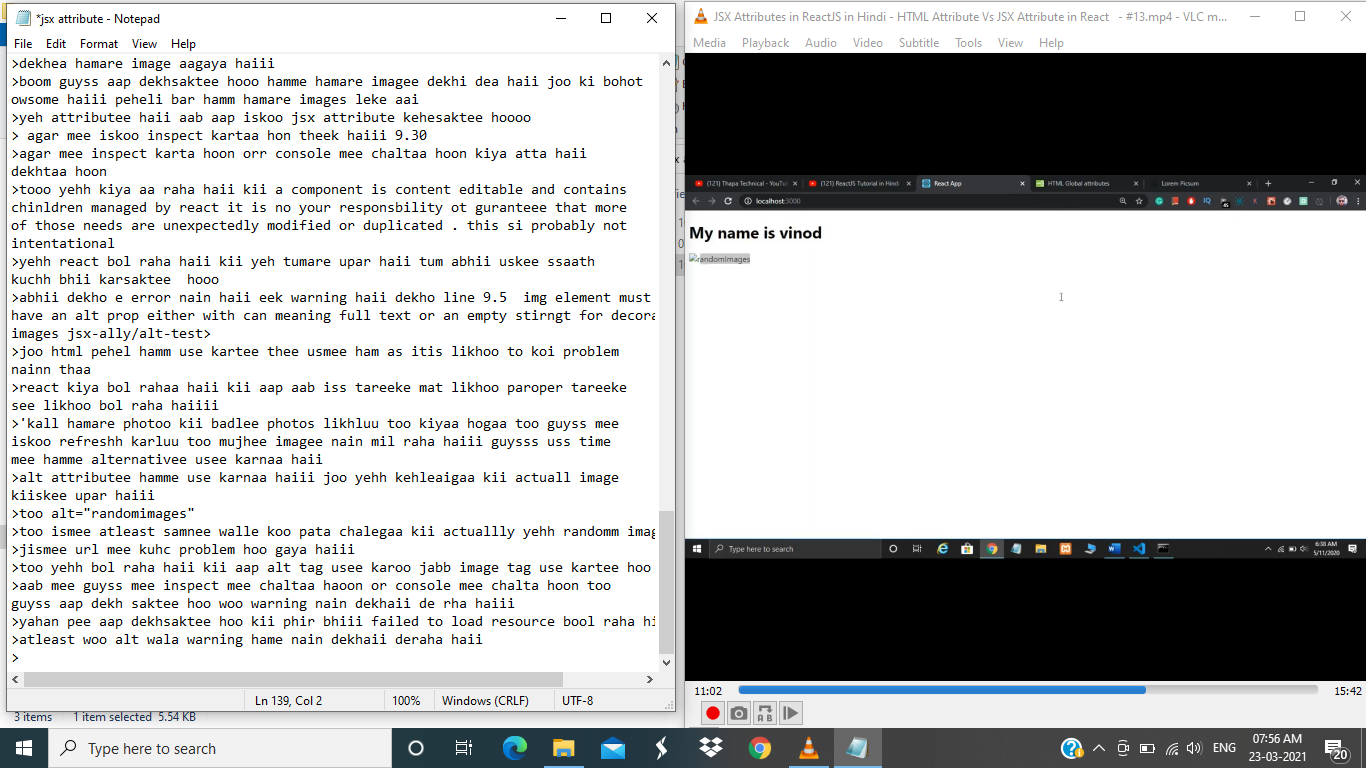 *jsx attribute - Notepad
File Edit Format View Help
>dekhea hamare image aagaya haiii
>boom guyss aap dekhsaktee hooo hamme hamare imagee dekhi dea haii joo ki bohot
owsome haiii peheli bar hamm hamare images leke aai
>yeh attributee haii aab aap iskoo jsx attribute kehesaktee hoooo
> agar mee iskoo inspect kartaa hon theek haiii 9.30
>agar mee inspect karta hoon orr console mee chaltaa hoon kiya atta haii
dekhtaa hoon
>tooo yehh kiya aa raha haii kii a component is content editable and contains
chinldren managed by react it is no your responsbility ot guranteee that more
of those needs are unexpectedly modified or duplicated . this si probably not
intentational
>yehh react bol raha haii kii yeh tumare upar haii tum abhii uskee ssaath
kuchh bhii karsaktee  hooo
>abhii dekho e error nain haii eek warning haii dekho line 9.5  img element must
have an alt prop either with can meaning full text or an empty stirngt for decora
images jsx-ally/alt-test>
>joo html pehel hamm use kartee thee usmee ham as itis likhoo to koi problem
nainn thaa
>react kiya bol rahaa haii kii aap aab iss tareeke mat likhoo paroper tareeke
see likhoo bol raha haiiii
>'kall hamare photoo kii badlee photos likhluu too kiyaa hogaa too guyss mee
iskoo refreshh karluu too mujhee imagee nain mil raha haiii guysss uss time
mee hamme alternativee usee karnaa haii
>alt attributee hamme use karnaa haiii joo yehh kehleaigaa kii actuall image
kiiskee upar haiii
>too alt="randomimages"
>too ismee atleast samnee walle koo pata chalegaa kii actuallly yehh randomm imag
>jismee url mee kuhc problem hoo gaya haiii
>too yehh bol raha haii kii aap alt tag usee karoo jabb image tag use kartee hoo
>aab mee guyss mee inspect mee chaltaa haoon or console mee chalta hoon too
guyss aap dekh saktee hoo woo warning nain dekhaii de rha haiii
>yahan pee aap dekhsaktee hoo kii phir bhiii failed to load resource bool raha hi
>atleast woo alt wala warning hame nain dekhaii deraha haii
>
Ln 139, Col 2 100% Windows (CRLF) UTF-8
3 items 1 item selected 5.54 KB
JSX Attributes in ReactJS in Hindi - HTML Attribute Vs JSX Attribute in React - #13.mp4 - VLC m...
Media Playback Audio Video Subtitle Tools View Help
(121) Thapa Technical - YouTu (121) ReactJS Tutorial in Hindi React App HTML Global attributes Lorem Picsum
localhost:3000
My name is vinod
randomImages
Type here to search 6:38 AM
5/11/2020
11:02 15:42
Type here to search ENG 07:56 AM
23-03-2021 20